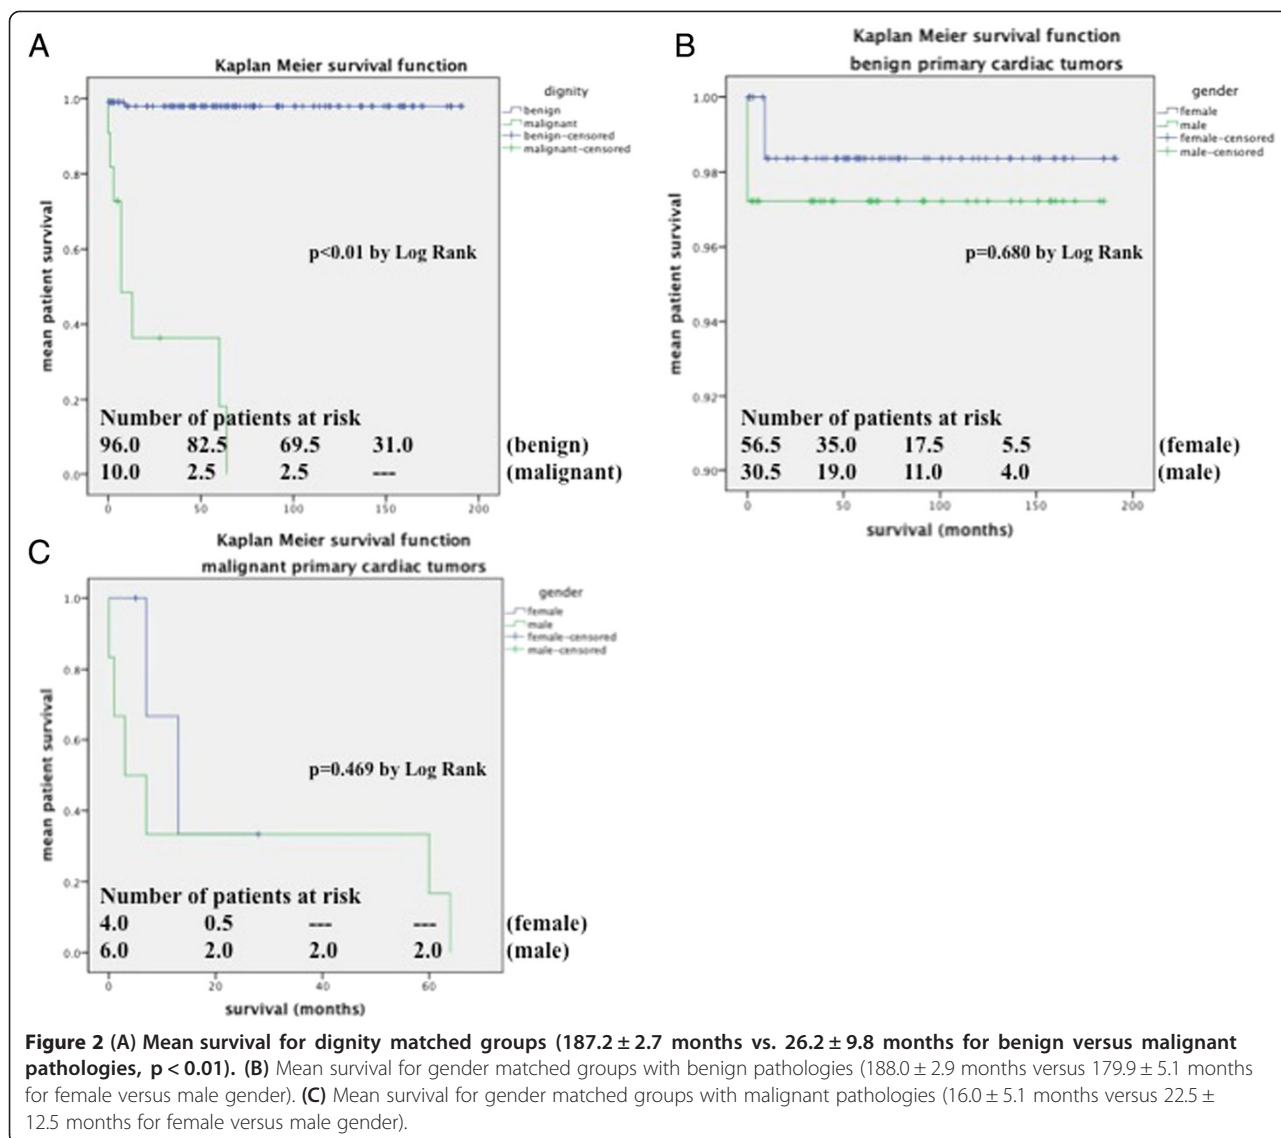 A
Kaplan Meier survival function
mean patient survival
1.0
0.8
0.6
0.4
0.2
0.0
dignity
benign
malignant
benign-censored
malignant-censored
p<0.01 by Log Rank
Number of patients at risk
96.0 82.5 69.5 31.0 (benign)
10.0 2.5 2.5 --- (malignant)
0 50 100 150 200
B
Kaplan Meier survival function
benign primary cardiac tumors
mean patient survival
1.00
0.98
0.96
0.94
0.92
0.90
gender
female
male
female-censored
male-censored
p=0.680 by Log Rank
Number of patients at risk
56.5 35.0 17.5 5.5 (female)
30.5 19.0 11.0 4.0 (male)
0 50 100 150 200
survival (months)
C
Kaplan Meier survival function
malignant primary cardiac tumors
mean patient survival
1.0
0.8
0.6
0.4
0.2
0.0
gender
female
male
female-censored
male-censored
p=0.469 by Log Rank
Number of patients at risk
4.0 0.5 --- --- (female)
6.0 2.0 2.0 2.0 (male)
0 20 40 60
survival (months)
Figure 2 (A) Mean survival for dignity matched groups (187.2 ± 2.7 months vs. 26.2 ± 9.8 months for benign versus malignant
pathologies, p < 0.01). (B) Mean survival for gender matched groups with benign pathologies (188.0 ± 2.9 months versus 179.9 ± 5.1 months
for female versus male gender). (C) Mean survival for gender matched groups with malignant pathologies (16.0 ± 5.1 months versus 22.5 ±
12.5 months for female versus male gender).